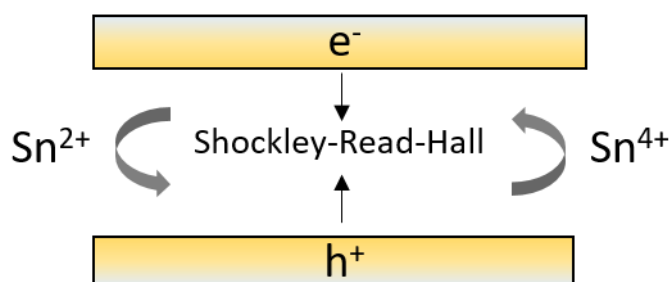 e⁻
Sn²⁺ Shockley-Read-Hall Sn⁴⁺
h⁺